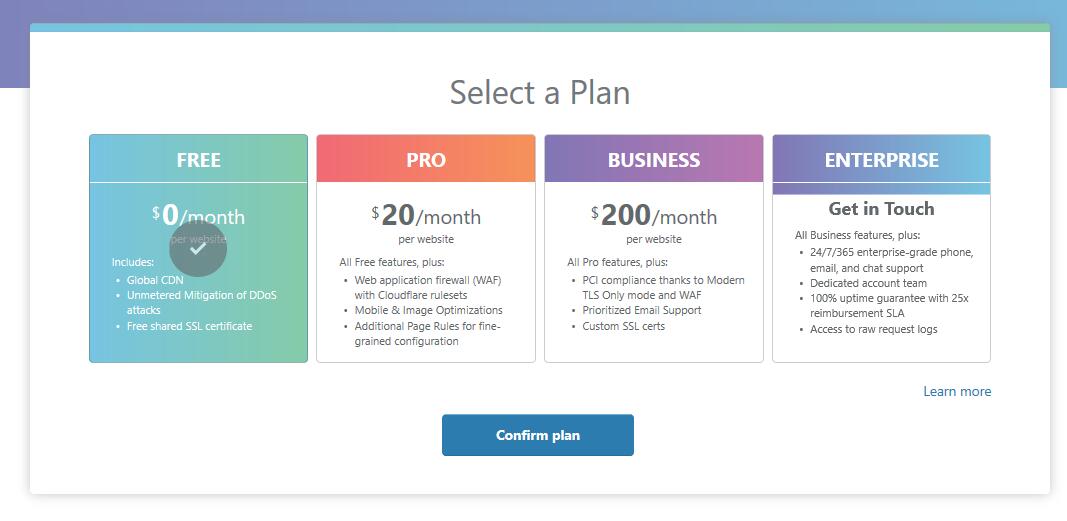 Select a Plan
FREE
$0/month
per website
Includes:
• Global CDN
• Unmetered Mitigation of DDoS
attacks
• Free shared SSL certificate
PRO
$20/month
per website
All Free features, plus:
• Web application firewall (WAF)
with Cloudflare rulesets
• Mobile & Image Optimizations
• Additional Page Rules for fine-
grained configuration
BUSINESS
$200/month
per website
All Pro features, plus:
• PCI compliance thanks to Modern
TLS Only mode and WAF
• Prioritized Email Support
• Custom SSL certs
ENTERPRISE
Get in Touch
All Business features, plus:
• 24/7/365 enterprise-grade phone,
email, and chat support
• Dedicated account team
• 100% uptime guarantee with 25x
reimbursement SLA
• Access to raw request logs
Learn more
Confirm plan